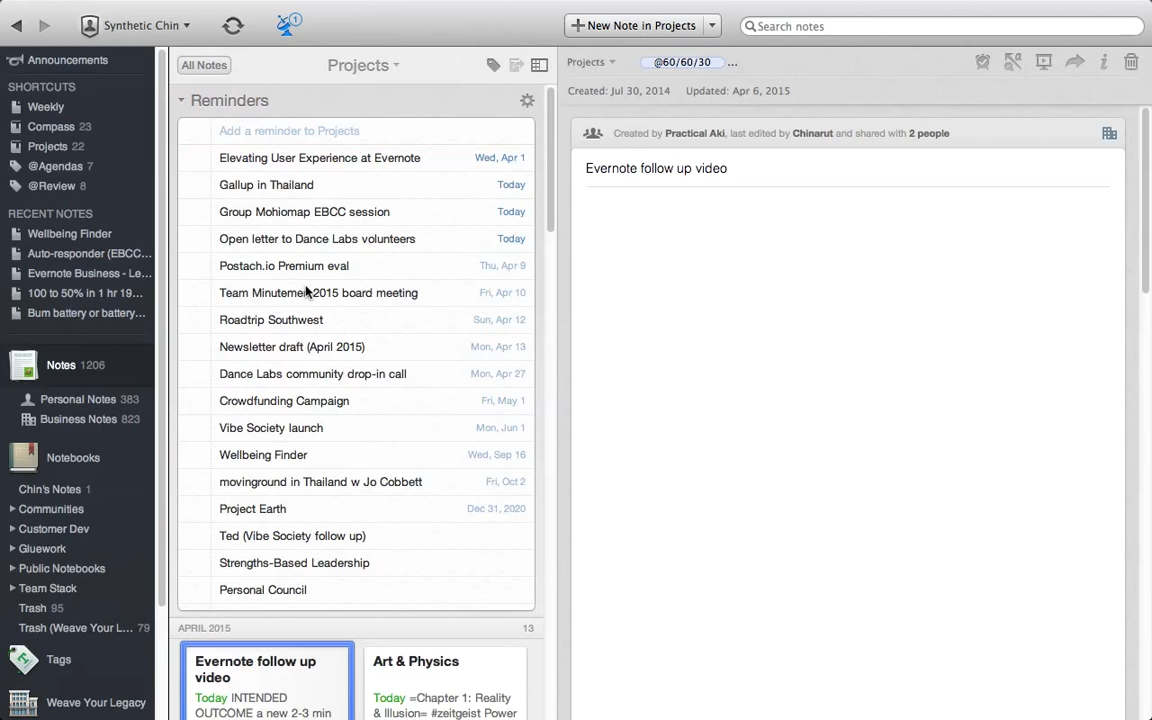 Synthetic Chin
1
New Note in Projects
Search notes
Announcements
SHORTCUTS
Weekly
Compass 23
Projects 22
@Agendas 7
@Review 8
RECENT NOTES
Wellbeing Finder
Auto-responder (EBCC...
Evernote Business - Le...
100 to 50% in 1 hr 19...
Bum battery or battery...
Notes 1206
Personal Notes 383
Business Notes 823
Notebooks
Chin's Notes 1
Communities
Customer Dev
Gluework
Public Notebooks
Team Stack
Trash 95
Trash (Weave Your L... 79
Tags
Weave Your Legacy
All Notes
Projects
Reminders
Add a reminder to Projects
Elevating User Experience at Evernote Wed, Apr 1
Gallup in Thailand Today
Group Mohiomap EBCC session Today
Open letter to Dance Labs volunteers Today
Postach.io Premium eval Thu, Apr 9
Team Minutemen 2015 board meeting Fri, Apr 10
Roadtrip Southwest Sun, Apr 12
Newsletter draft (April 2015) Mon, Apr 13
Dance Labs community drop-in call Mon, Apr 27
Crowdfunding Campaign Fri, May 1
Vibe Society launch Mon, Jun 1
Wellbeing Finder Wed, Sep 16
movinground in Thailand w Jo Cobbett Fri, Oct 2
Project Earth Dec 31, 2020
Ted (Vibe Society follow up)
Strengths-Based Leadership
Personal Council
APRIL 2015 13
Evernote follow up
video
Today INTENDED
OUTCOME a new 2-3 min
Art & Physics
Today =Chapter 1: Reality
& Illusion= #zeitgeist Power
Projects @60/60/30 ...
Created: Jul 30, 2014 Updated: Apr 6, 2015
Created by Practical Aki, last edited by Chinarut and shared with 2 people
Evernote follow up video